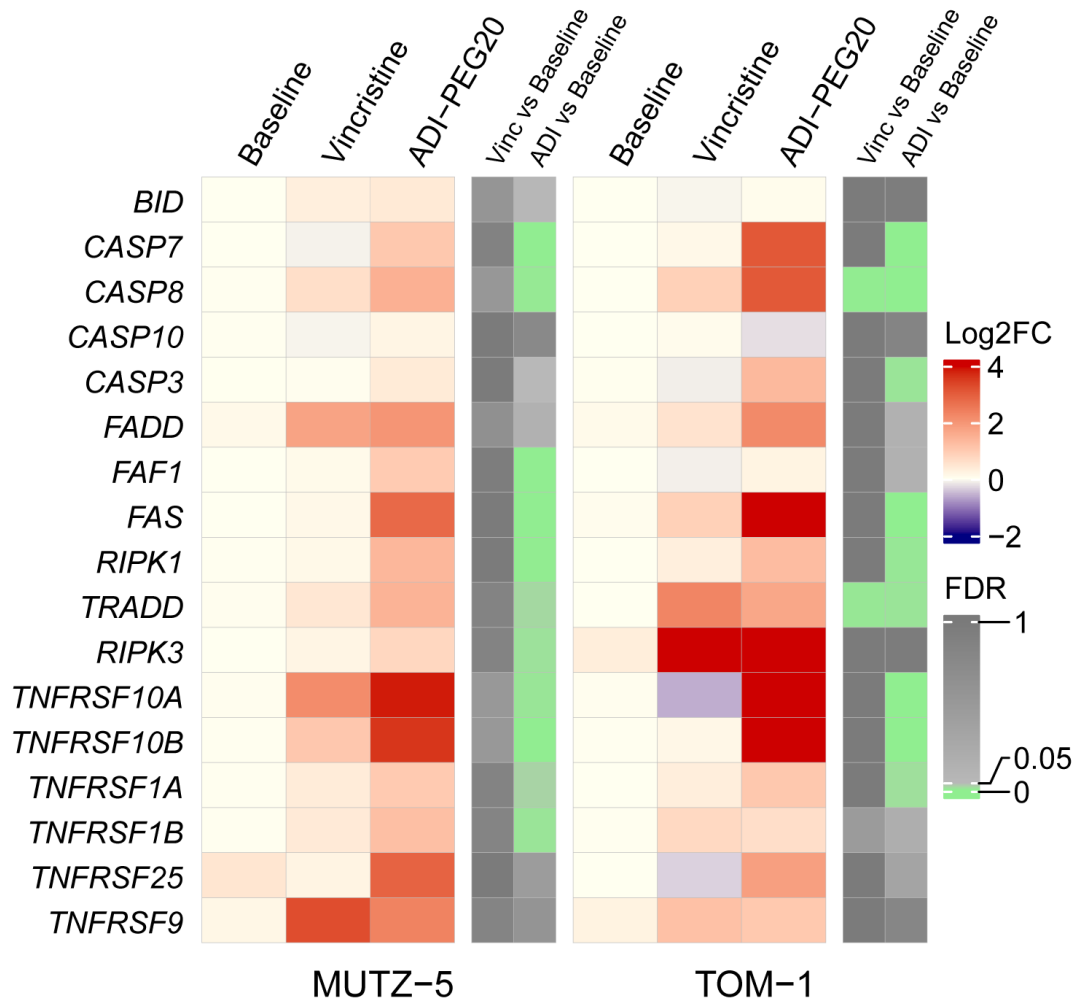 Baseline
Vincristine
ADI−PEG20
Vinc vs Baseline
ADI vs Baseline
Baseline
Vincristine
ADI−PEG20
Vinc vs Baseline
ADI vs Baseline
BID
CASP7
CASP8
CASP10
CASP3
FADD
FAF1
FAS
RIPK1
TRADD
RIPK3
TNFRSF10A
TNFRSF10B
TNFRSF1A
TNFRSF1B
TNFRSF25
TNFRSF9
Log2FC
4
2
0
−2
FDR
1
0.05
0
MUTZ−5
TOM−1